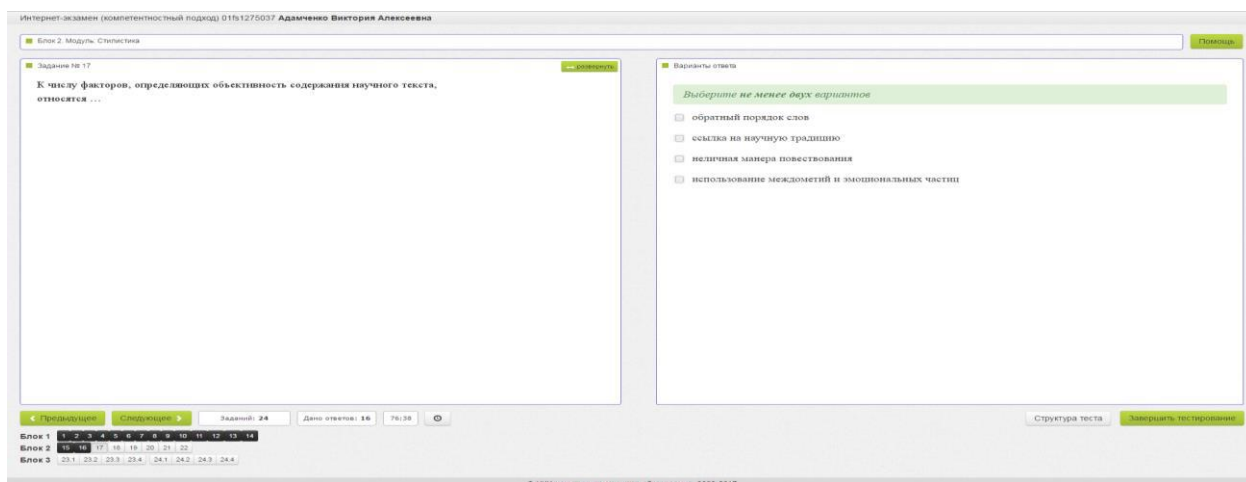 Интернет-экзамен (компетентностный подход) 01fs1275037 Адамченко Виктория Алексеевна
Блок 2. Модуль: Стилистика
Помощь
Задание № 17
развернуть
К числу факторов, определяющих объективность содержания научного текста,
относятся …
Варианты ответа
Выберите не менее двух вариантов
обратный порядок слов
ссылка на научную традицию
неличная манера повествования
использование междометий и эмоциональных частиц
Предыдущее Следующее Заданий: 24 Дано ответов: 16 76:38
Структура теста Завершить тестирование
Блок 1 1 2 3 4 5 6 7 8 9 10 11 12 13 14
Блок 2 15 16 17 18 19 20 21 22
Блок 3 23.1 23.2 23.3 23.4 24.1 24.2 24.3 24.4